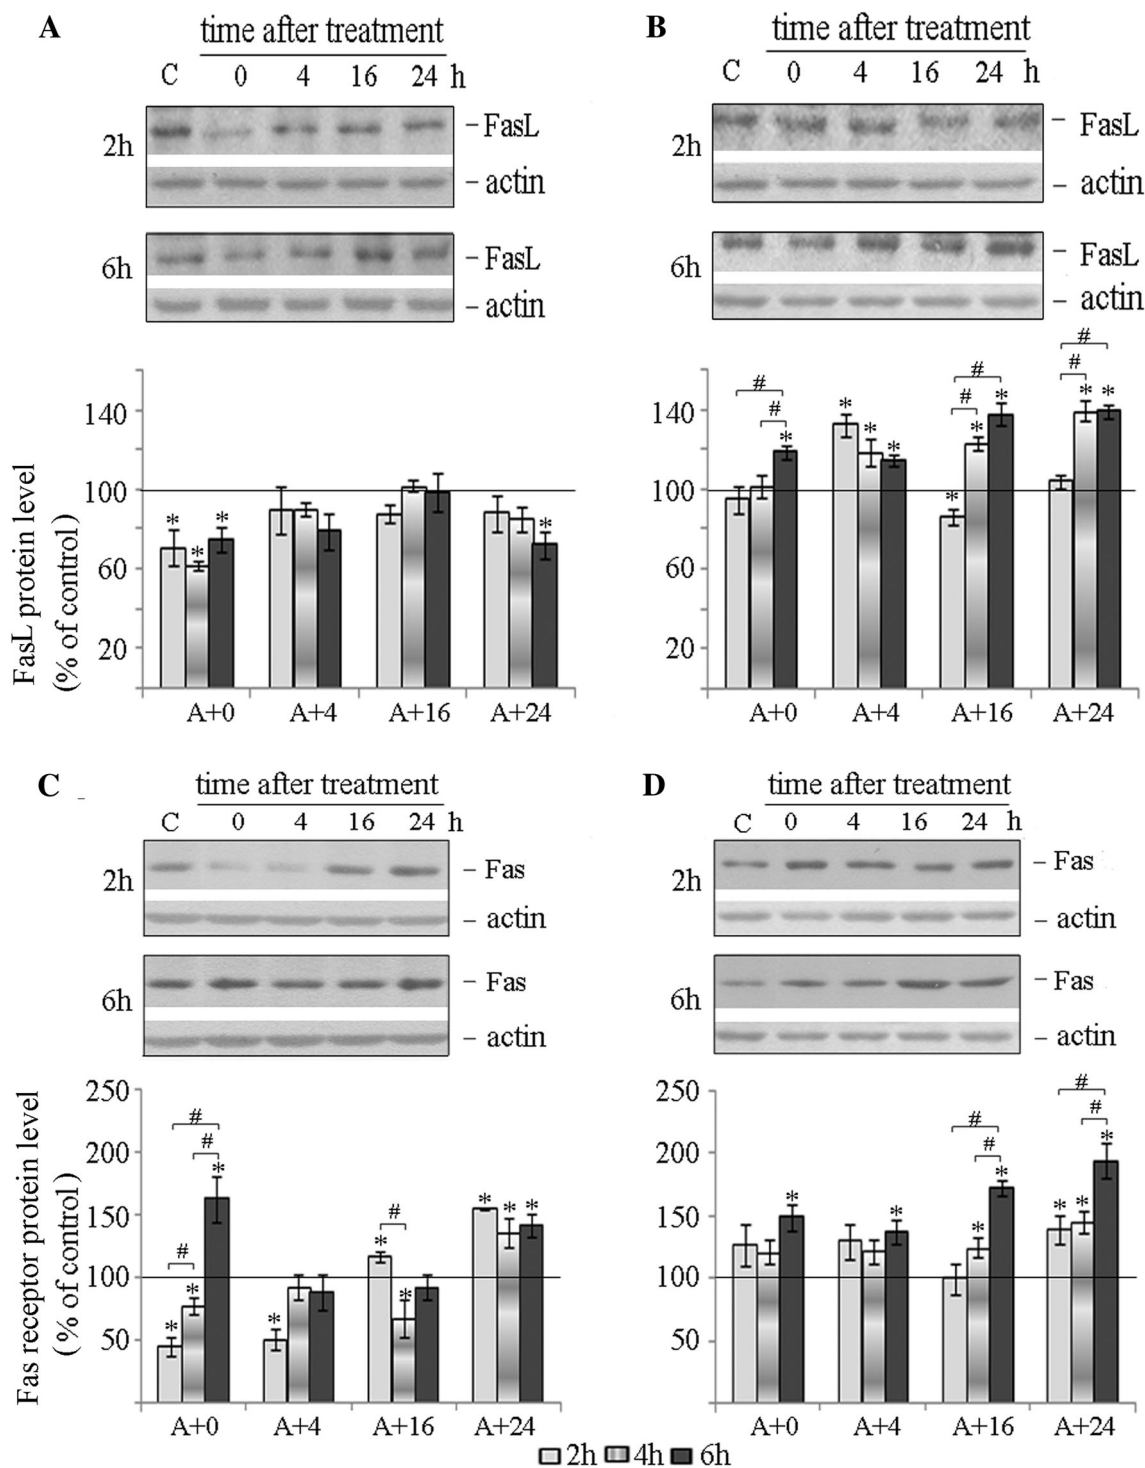 A
time after treatment
C 0 4 16 24 h
2h
– FasL
– actin
6h
– FasL
– actin
FasL protein level
(% of control)
140
100
60
20
* * *
*
A+0 A+4 A+16 A+24
B
time after treatment
C 0 4 16 24 h
2h
– FasL
– actin
6h
– FasL
– actin
# # # # # #
* * * * * * * * *
140
100
60
20
A+0 A+4 A+16 A+24
C
time after treatment
C 0 4 16 24 h
2h
– Fas
– actin
6h
– Fas
– actin
Fas receptor protein level
(% of control)
250
200
150
100
50
# # # #
* * * * * * * * *
A+0 A+4 A+16 A+24
D
time after treatment
C 0 4 16 24 h
2h
– Fas
– actin
6h
– Fas
– actin
250
200
150
100
50
# # # #
* * * * * * *
A+0 A+4 A+16 A+24
2h 4h 6h